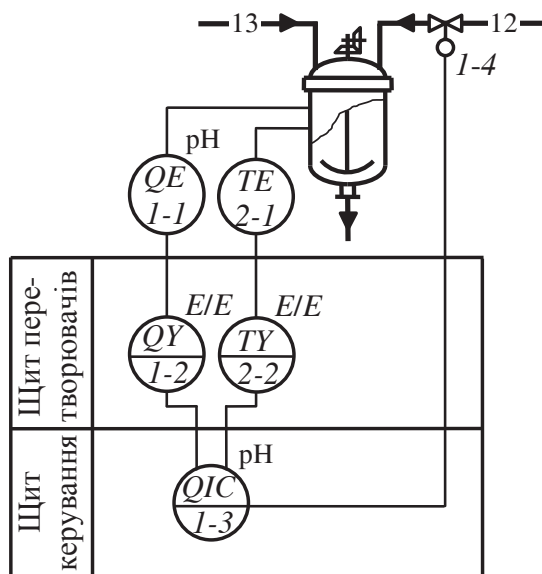 13
12
1-4
pH
QE
1-1
TE
2-1
E/E
E/E
QY
1-2
TY
2-2
Щит пере-
творювачів
pH
QIC
1-3
Щит
керування